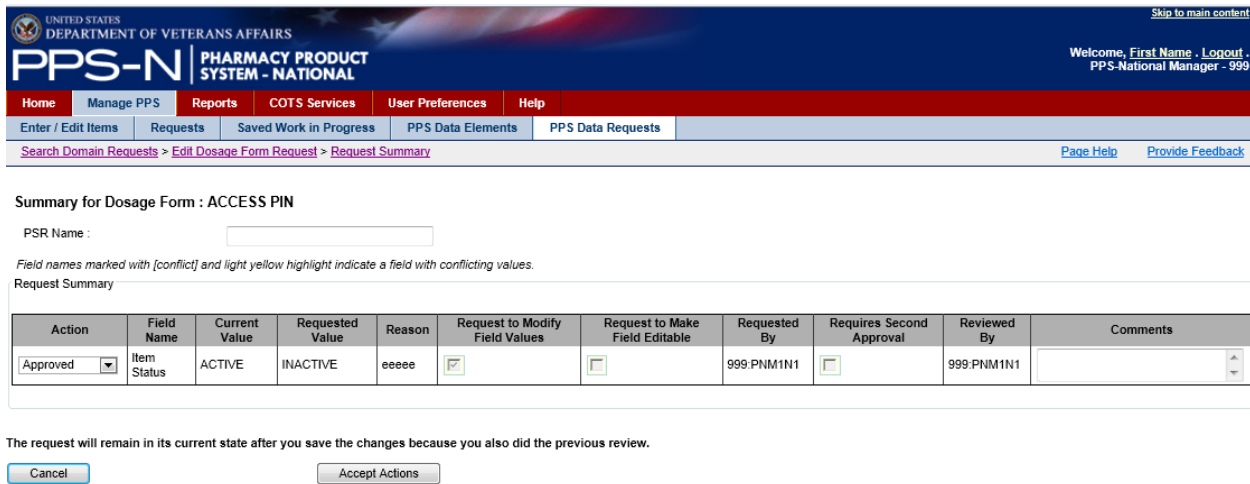 Skip to main content
UNITED STATES
DEPARTMENT OF VETERANS AFFAIRS
PPS-N PHARMACY PRODUCT SYSTEM - NATIONAL
Welcome, First Name . Logout .
PPS-National Manager - 999
Home Manage PPS Reports COTS Services User Preferences Help
Enter / Edit Items Requests Saved Work in Progress PPS Data Elements PPS Data Requests
Search Domain Requests > Edit Dosage Form Request > Request Summary Page Help Provide Feedback
Summary for Dosage Form : ACCESS PIN
PSR Name :
Field names marked with [conflict] and light yellow highlight indicate a field with conflicting values.
Request Summary
Action Field Name Current Value Requested Value Reason Request to Modify Field Values Request to Make Field Editable Requested By Requires Second Approval Reviewed By Comments
Approved Item Status ACTIVE INACTIVE eeeee 999:PNM1N1 999:PNM1N1
The request will remain in its current state after you save the changes because you also did the previous review.
Cancel Accept Actions